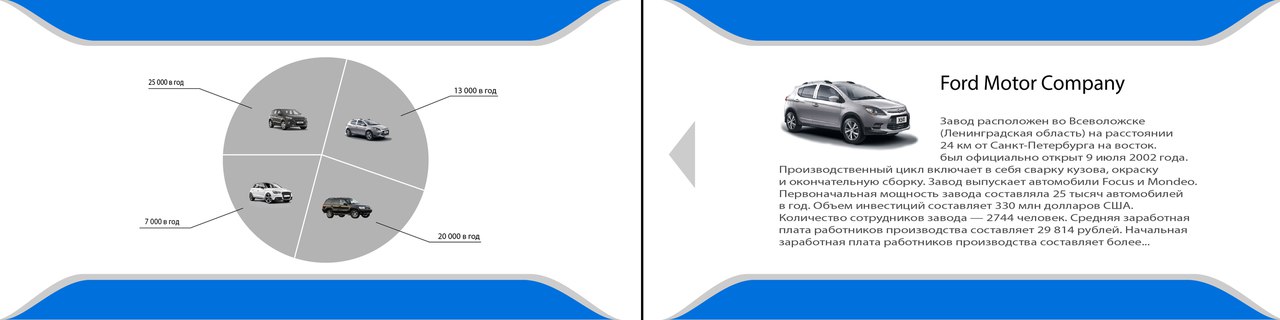 25 000 в год
13 000 в год
7 000 в год
20 000 в год
Ford Motor Company
Завод расположен во Всеволожске
(Ленинградская область) на расстоянии
24 км от Санкт-Петербурга на восток.
был официально открыт 9 июля 2002 года.
Производственный цикл включает в себя сварку кузова, окраску
и окончательную сборку. Завод выпускает автомобили Focus и Mondeo.
Первоначальная мощность завода составляла 25 тысяч автомобилей
в год. Объем инвестиций составляет 330 млн долларов США.
Количество сотрудников завода — 2744 человек. Средняя заработная
плата работников производства составляет 29 814 рублей. Начальная
заработная плата работников производства составляет более...